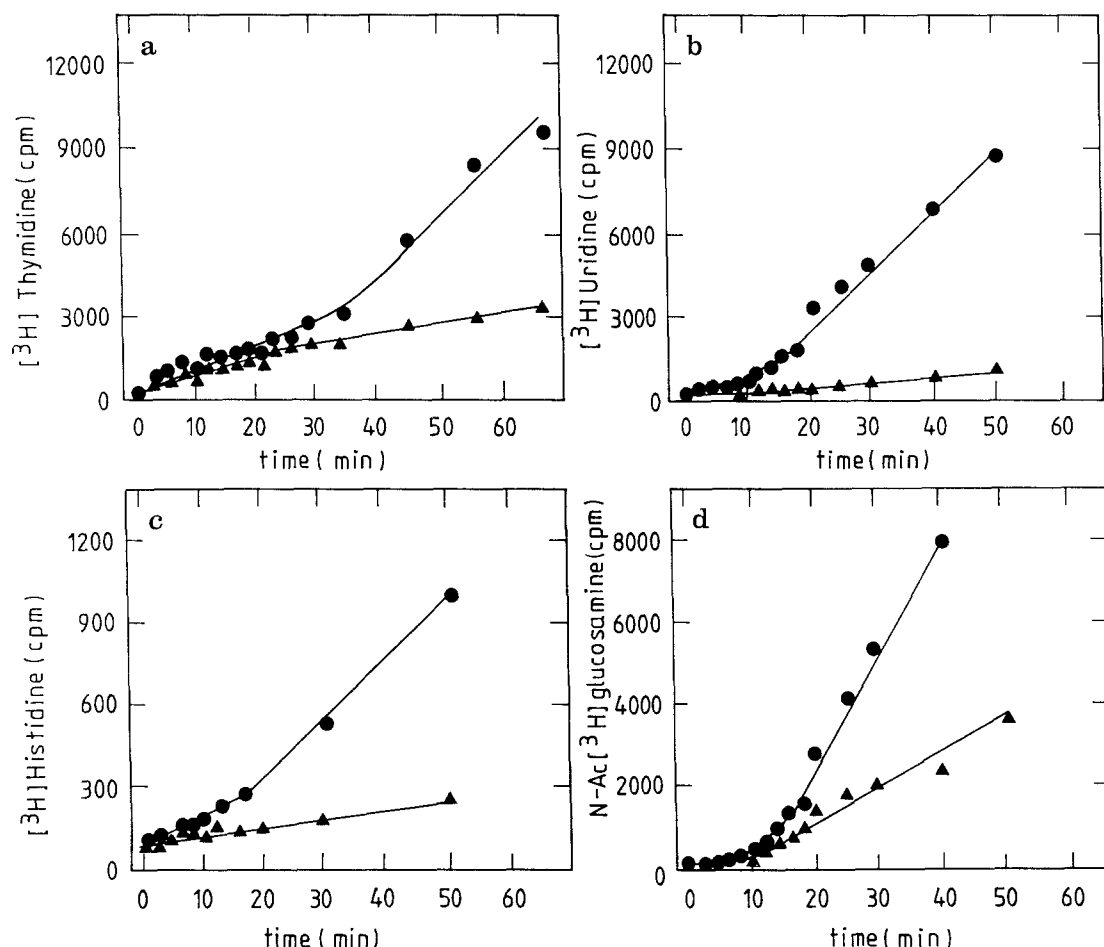 a
[³H] Thymidine (cpm)
12000
9000
6000
3000
0
0 10 20 30 40 50 60
time (min)
b
[³H] Uridine (cpm)
12000
9000
6000
3000
0
0 10 20 30 40 50 60
time (min)
c
[³H] Histidine (cpm)
1200
900
600
300
0
0 10 20 30 40 50 60
time (min)
d
N-Ac[³H] glucosamine (cpm)
8000
6000
4000
2000
0
0 10 20 30 40 50 60
time (min)